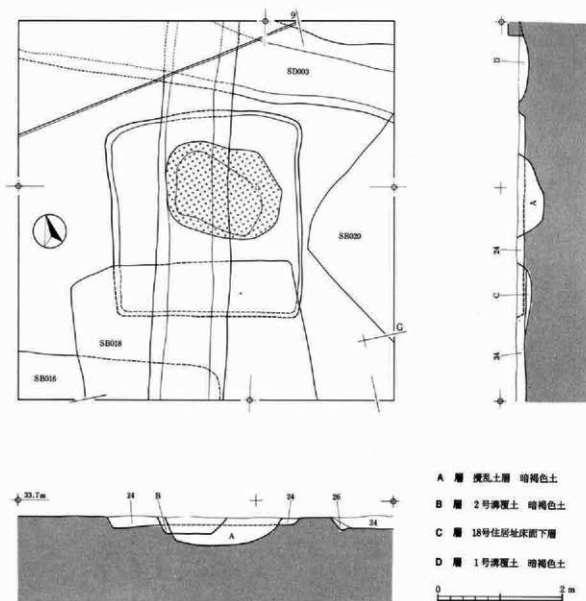 9
SD003
D
SB020
A
24
C
24
G
SB018
SB016
33.7m
24
B
24
26
24
A
A 層 攪乱土層 暗褐色土
B 層 2号溝覆土 暗褐色土
C 層 18号住居址床面下層
D 層 1号溝覆土 暗褐色土
0 2 m